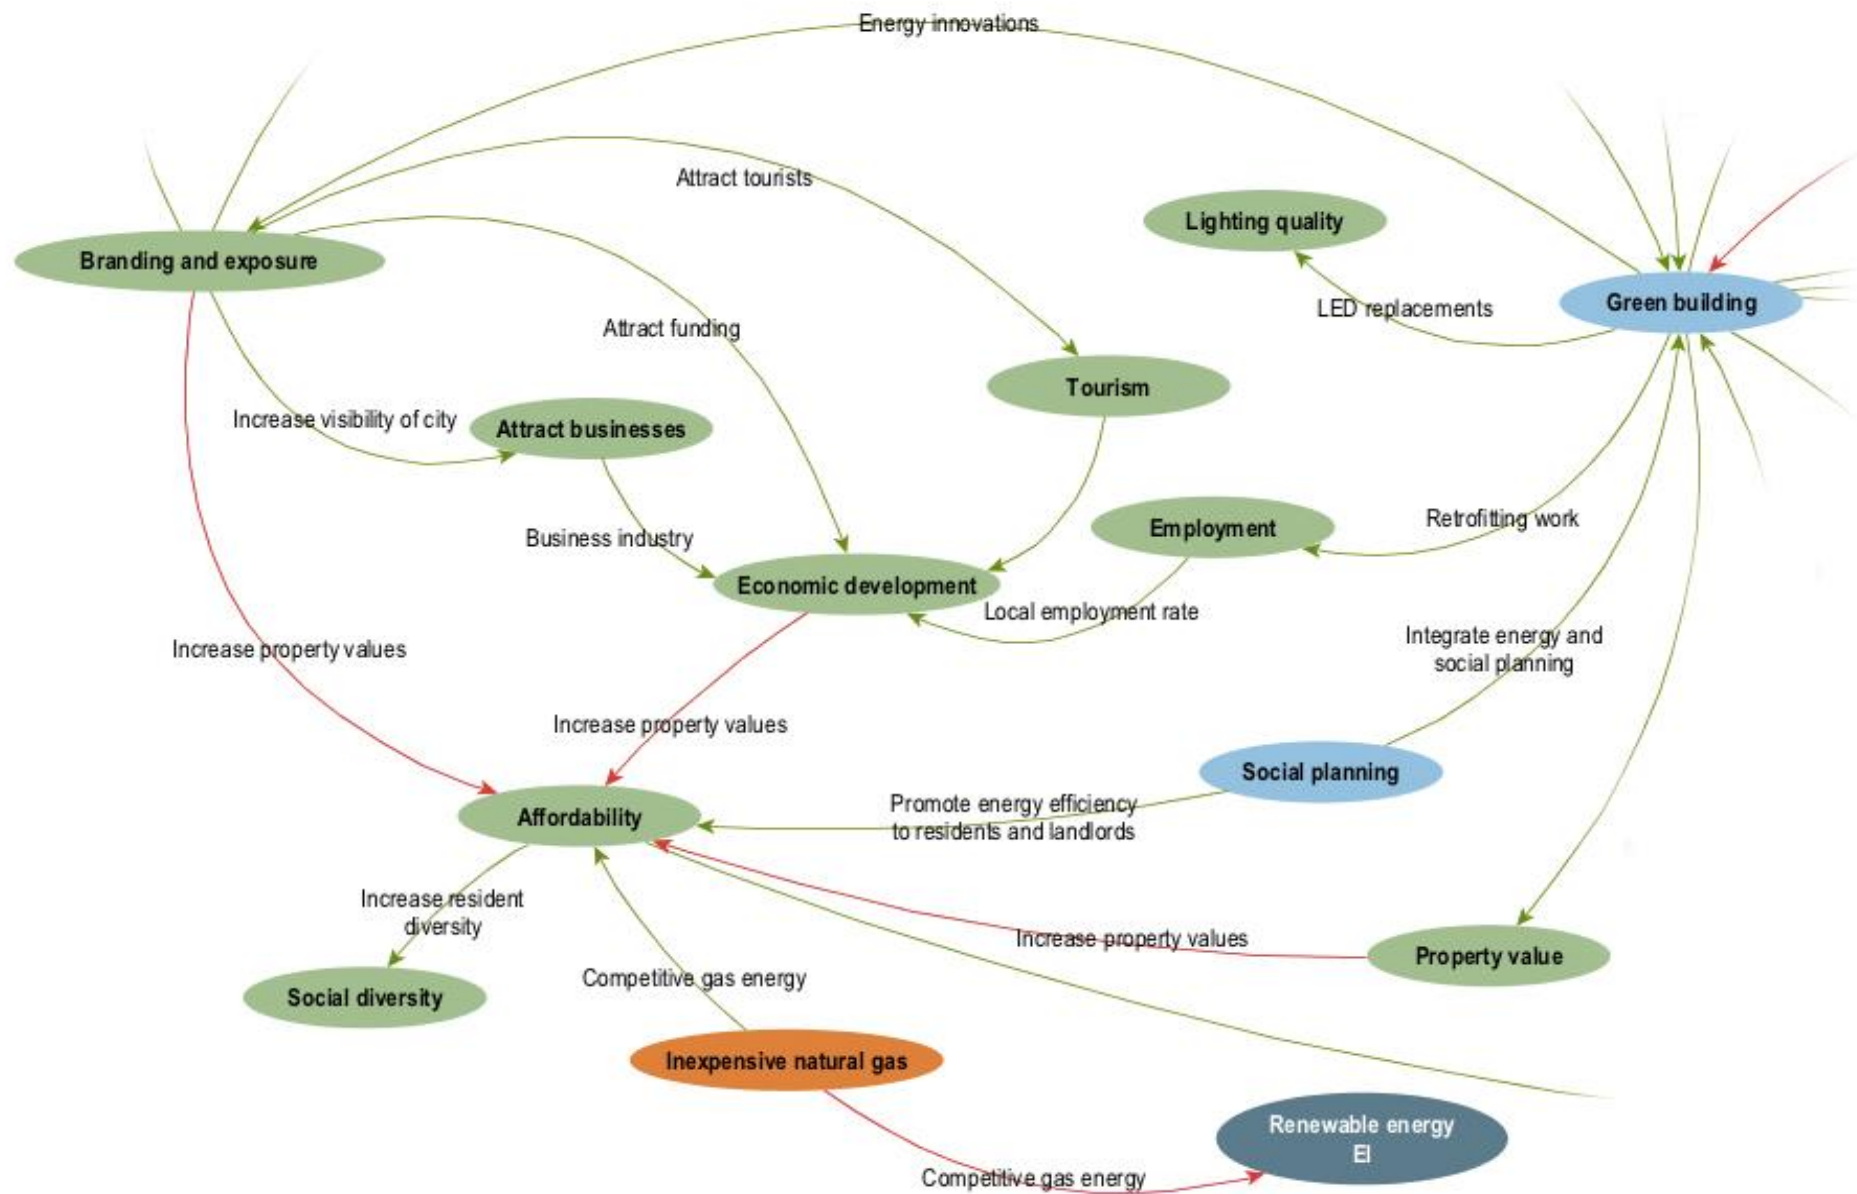 Energy innovations
Attract tourists
Lighting quality
Branding and exposure
Green building
LED replacements
Attract funding
Tourism
Increase visibility of city
Attract businesses
Retrofitting work
Employment
Business industry
Economic development
Local employment rate
Integrate energy and
social planning
Increase property values
Increase property values
Social planning
Promote energy efficiency
to residents and landlords
Affordability
Increase resident
diversity
Increase property values
Property value
Competitive gas energy
Social diversity
Inexpensive natural gas
Renewable energy
EI
Competitive gas energy